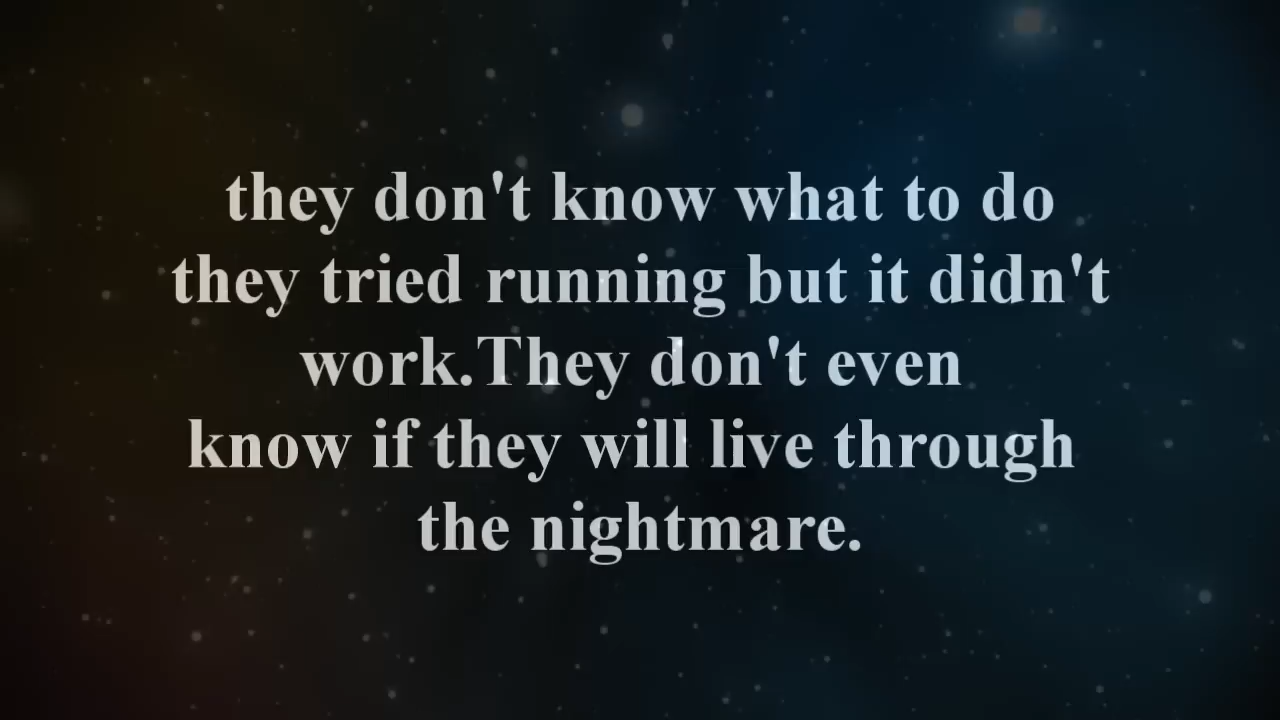 they don't know what to do
they tried running but it didn't
work.They don't even
know if they will live through
the nightmare.